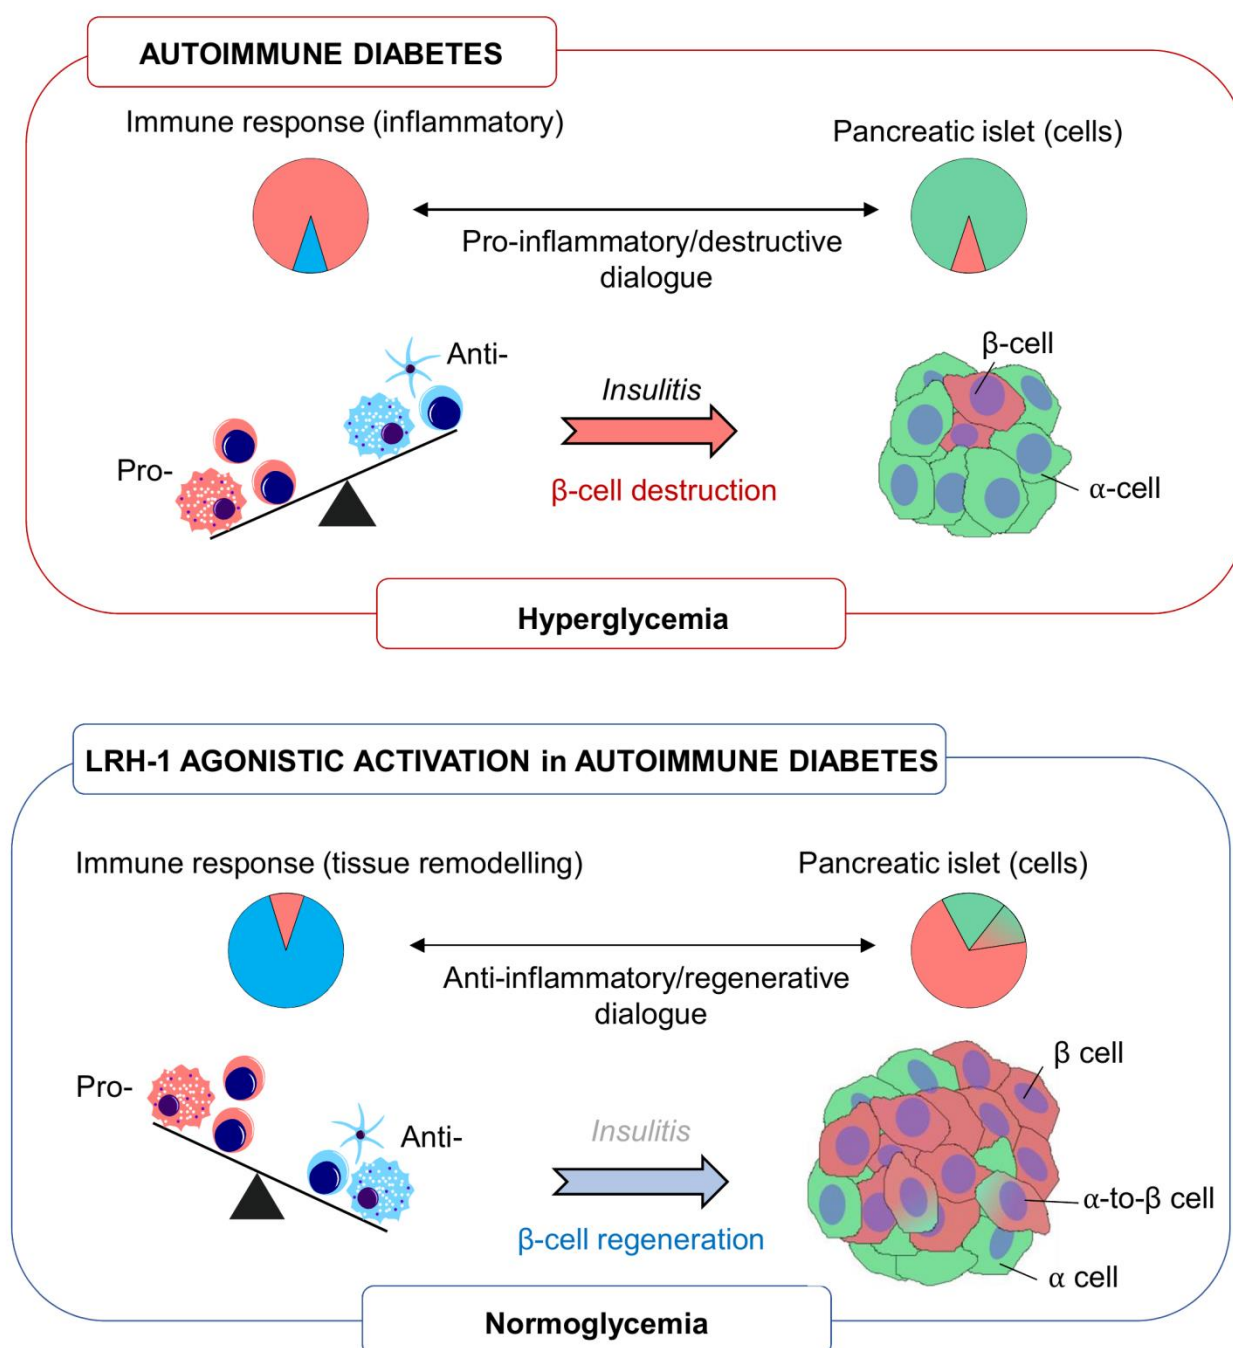 AUTOIMMUNE DIABETES
Immune response (inflammatory)
Pancreatic islet (cells)
Pro-inflammatory/destructive
dialogue
Anti-
Pro-
Insulitis
β-cell destruction
β-cell
α-cell
Hyperglycemia
LRH-1 AGONISTIC ACTIVATION in AUTOIMMUNE DIABETES
Immune response (tissue remodelling)
Pancreatic islet (cells)
Anti-inflammatory/regenerative
dialogue
Pro-
Anti-
Insulitis
β-cell regeneration
β cell
α-to-β cell
α cell
Normoglycemia